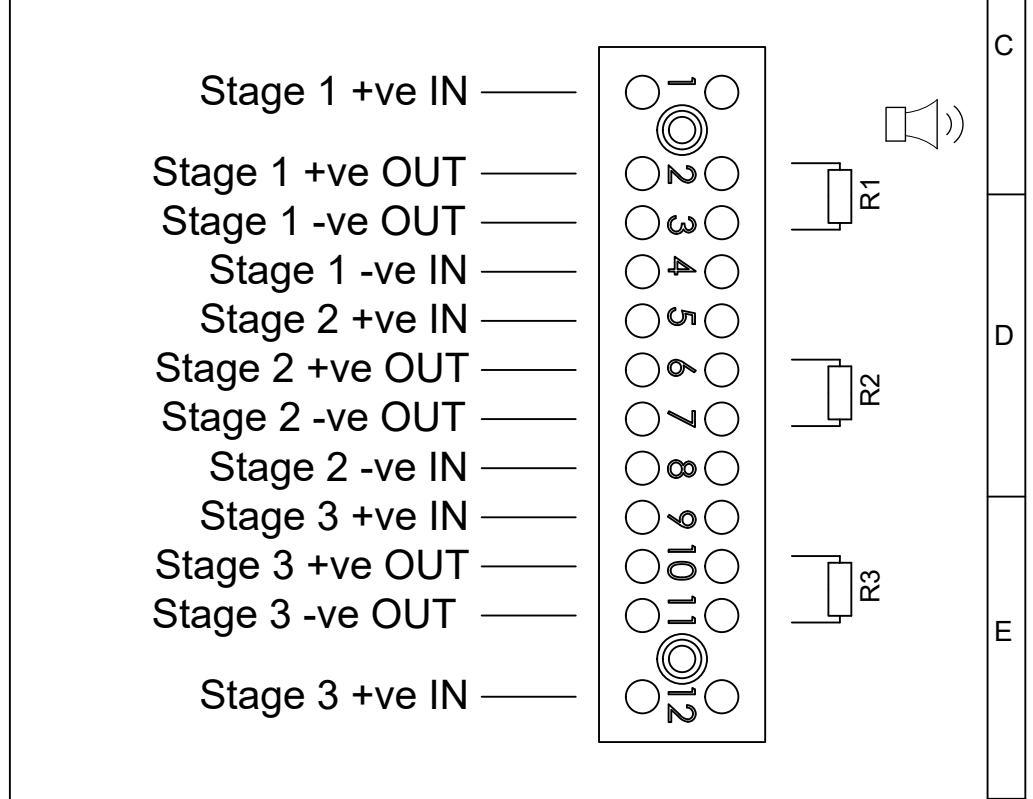 C
Stage 1 +ve IN
1
Stage 1 +ve OUT
2
R1
Stage 1 -ve OUT
3
Stage 1 -ve IN
4
Stage 2 +ve IN
5
D
Stage 2 +ve OUT
6
R2
Stage 2 -ve OUT
7
Stage 2 -ve IN
8
Stage 3 +ve IN
9
Stage 3 +ve OUT
10
R3
Stage 3 -ve OUT
11
E
Stage 3 +ve IN
12